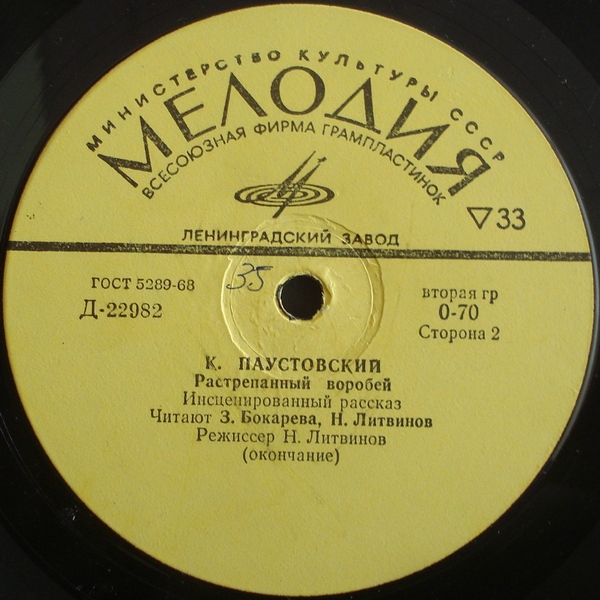 МИНИСТЕРСТВО КУЛЬТУРЫ СССР
МЕЛОДИЯ
ВСЕСОЮЗНАЯ ФИРМА ГРАМПЛАСТИНОК
▽33
ЛЕНИНГРАДСКИЙ ЗАВОД
35
ГОСТ 5289-68
Д-22982
вторая гр
0-70
Сторона 2
К. ПАУСТОВСКИЙ
Растрепанный воробей
Инсценированный рассказ
Читают З. Бокарева, Н. Литвинов
Режиссер Н. Литвинов
(окончание)